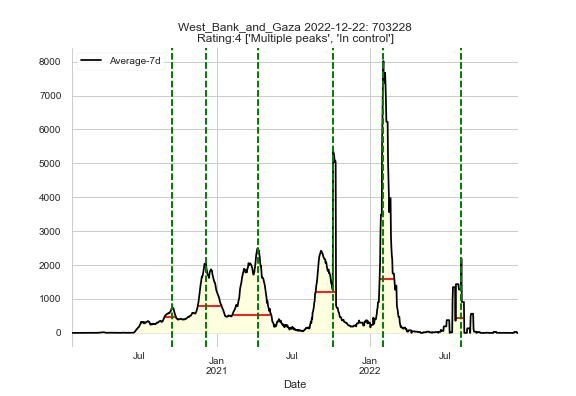 West_Bank_and_Gaza 2022-12-22: 703228
Rating:4 ['Multiple peaks', 'In control']
Average-7d
8000
7000
6000
5000
4000
3000
2000
1000
0
Jul
Jan
2021
Jul
Jan
2022
Jul
Date